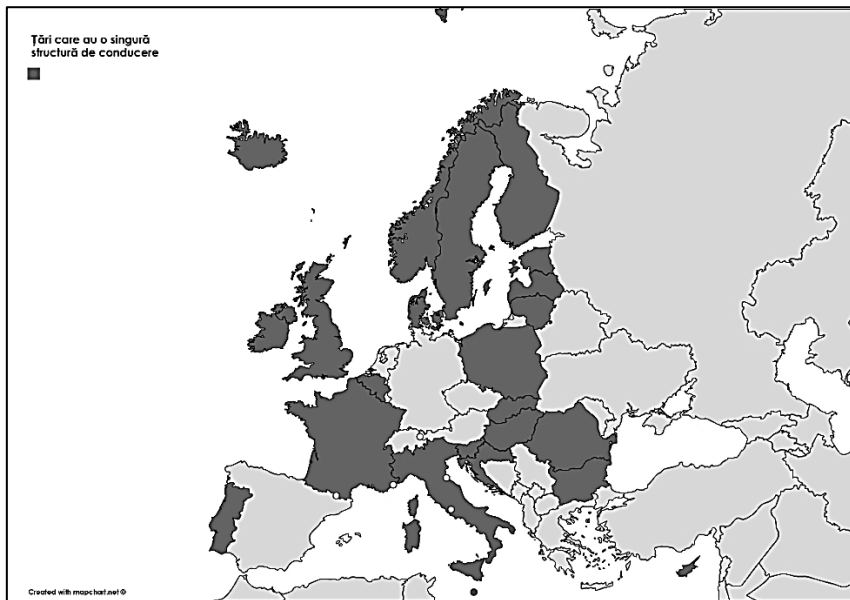 Țări care au o singură
structură de conducere
Created with mapchart.net ©